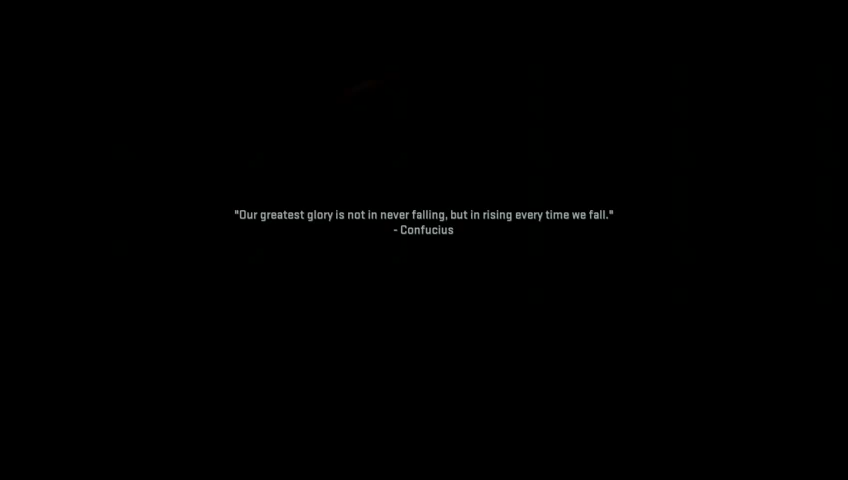 "Our greatest glory is not in never falling, but in rising every time we fall."
- Confucius